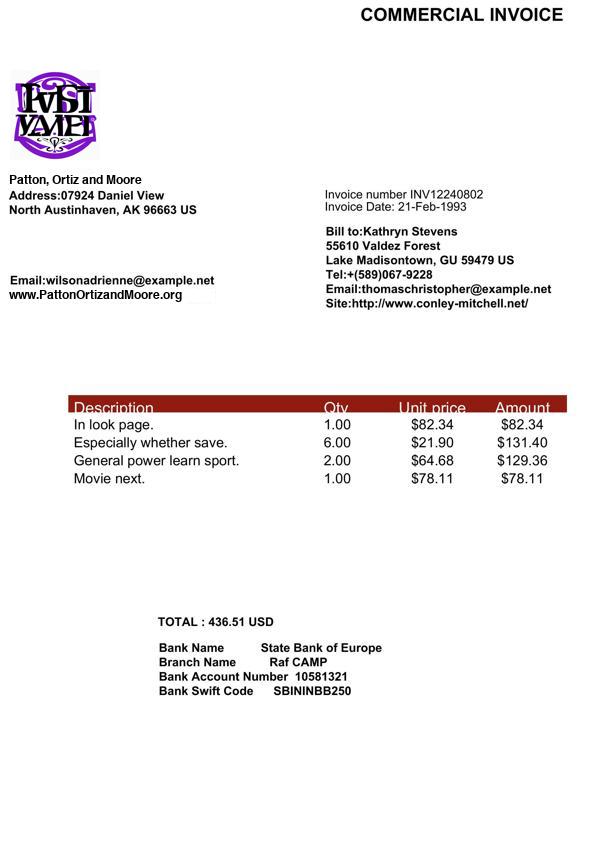 COMMERCIAL INVOICE
Patton, Ortiz and Moore
Address:07924 Daniel View
North Austinhaven, AK 96663 US
Email:wilsonadrienne@example.net
www.PattonOrtizandMoore.org
Invoice number INV12240802
Invoice Date: 21-Feb-1993
Bill to:Kathryn Stevens
55610 Valdez Forest
Lake Madisontown, GU 59479 US
Tel:+(589)067-9228
Email:thomaschristopher@example.net
Site:http://www.conley-mitchell.net/
Description Qty Unit price Amount
In look page. 1.00 $82.34 $82.34
Especially whether save. 6.00 $21.90 $131.40
General power learn sport. 2.00 $64.68 $129.36
Movie next. 1.00 $78.11 $78.11
TOTAL : 436.51 USD
Bank Name State Bank of Europe
Branch Name Raf CAMP
Bank Account Number 10581321
Bank Swift Code SBININBB250